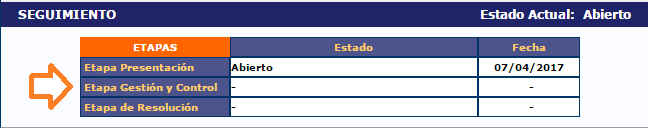 SEGUIMIENTO Estado Actual: Abierto
ETAPAS Estado Fecha
Etapa Presentación Abierto 07/04/2017
Etapa Gestión y Control - -
Etapa de Resolución - -